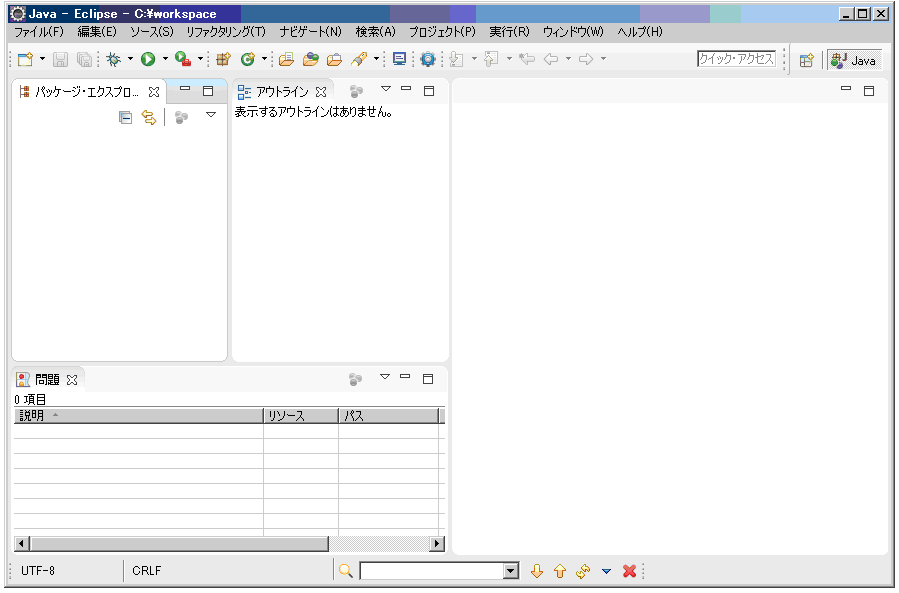 Java - Eclipse - C:¥workspace
ファイル(F) 編集(E) ソース(S) リファクタリング(T) ナビゲート(N) 検索(A) プロジェクト(P) 実行(R) ウィンドウ(W) ヘルプ(H)
クイック・アクセス Java
パッケージ・エクスプロ... アウトライン
表示するアウトラインはありません。
問題
0 項目
説明 リソース パス
UTF-8 CRLF